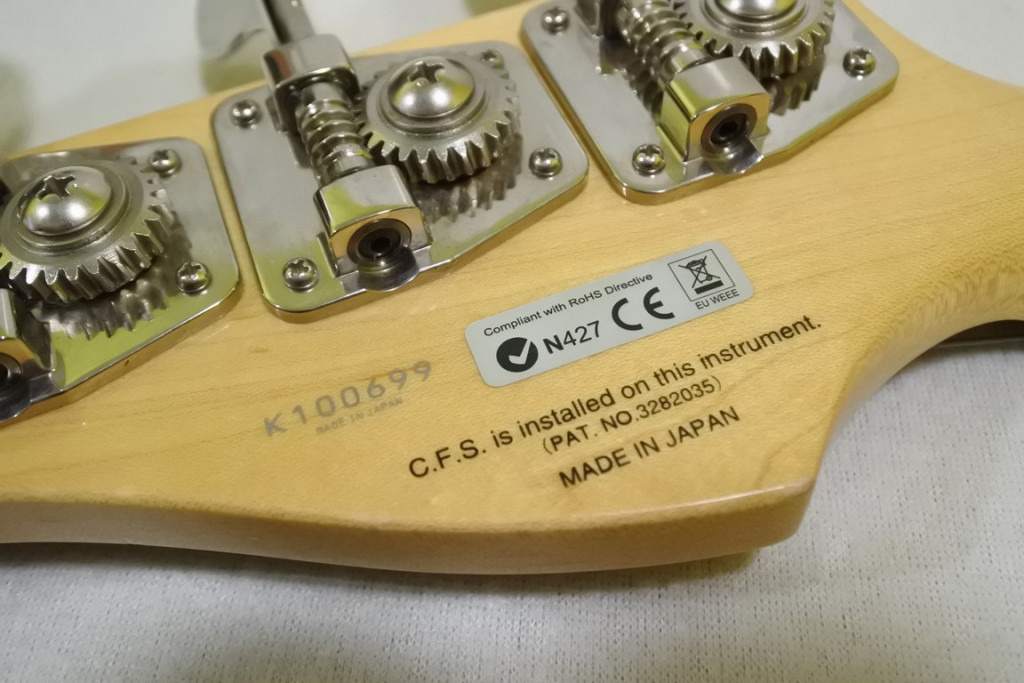 Compliant with RoHS Directive
N427 CE
EU WEEE
K100699
MADE IN JAPAN
C.F.S. is installed on this instrument.
(PAT. NO.3282035)
MADE IN JAPAN